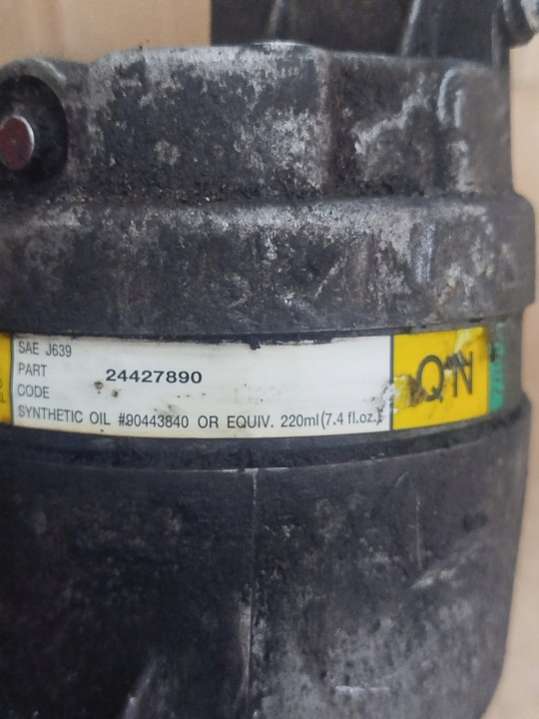 SAE J639
PART
24427890
CODE
SYNTHETIC OIL #90443840 OR EQUIV. 220ml(7.4 fl.oz.)